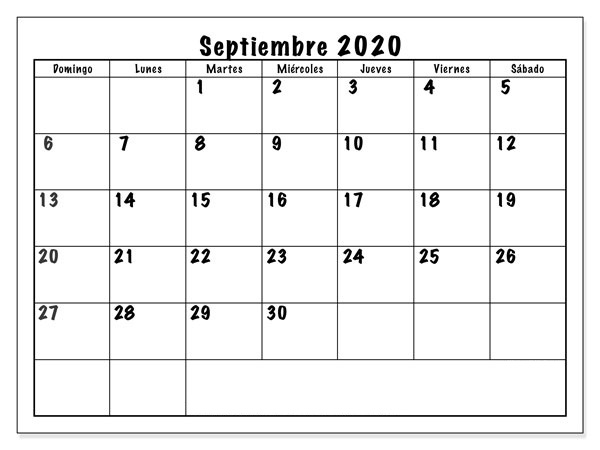 Septiembre 2020
Domingo Lunes Martes Miércoles Jueves Viernes Sábado
1 2 3 4 5
6 7 8 9 10 11 12
13 14 15 16 17 18 19
20 21 22 23 24 25 26
27 28 29 30